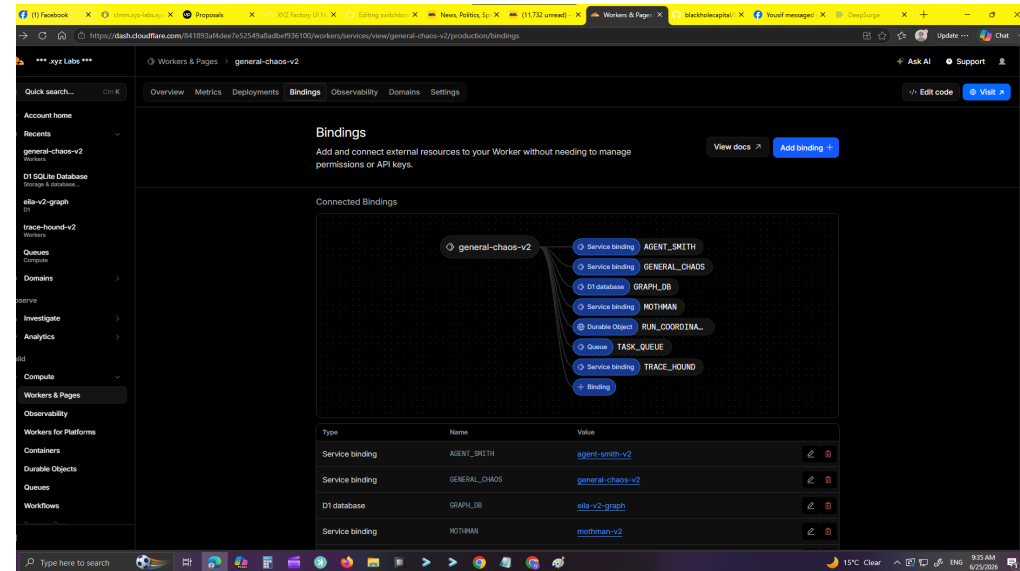 (1) Facebook
Proposals
XYZ Factory UI M
Editing switchbo
News, Politics, Sp
(11,732 unread) -
Workers & Pages
blackholecapital/
Yousif messaged
DeepSurge
https://dash.cloudflare.com/841893af4dee7e52549a8adbef936100/workers/services/view/general-chaos-v2/production/bindings
Update ···
Chat
*** .xyz Labs ***
Workers & Pages › general-chaos-v2
Ask AI
Support
Quick search...
Ctrl K
Overview
Metrics
Deployments
Bindings
Observability
Domains
Settings
Edit code
Visit
Account home
Recents
general-chaos-v2
Workers
D1 SQLite Database
Storage & database...
eila-v2-graph
D1
trace-hound-v2
Workers
Queues
Compute
Domains
Investigate
Analytics
Compute
Workers & Pages
Observability
Workers for Platforms
Containers
Durable Objects
Queues
Workflows
Bindings
Add and connect external resources to your Worker without needing to manage
permissions or API keys.
View docs
Add binding +
Connected Bindings
general-chaos-v2
Service binding AGENT_SMITH
Service binding GENERAL_CHAOS
D1 database GRAPH_DB
Service binding MOTHMAN
Durable Object RUN_COORDINA…
Queue TASK_QUEUE
Service binding TRACE_HOUND
+ Binding
Type Name Value
Service binding AGENT_SMITH agent-smith-v2
Service binding GENERAL_CHAOS general-chaos-v2
D1 database GRAPH_DB eila-v2-graph
Service binding MOTHMAN mothman-v2
Type here to search
15°C Clear
ENG
9:35 AM
6/25/2026